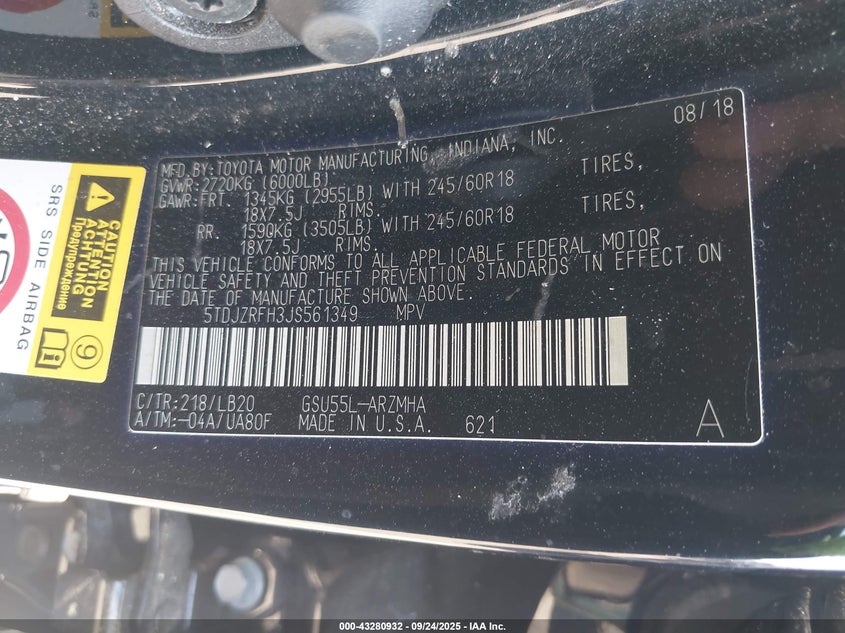 08/18
MFD.BY:TOYOTA MOTOR MANUFACTURING, INDIANA, INC.
GVWR:2720KG (6000LB)
GAWR:FRT. 1345KG (2955LB) WITH 245/60R18 TIRES,
18X7.5J RIMS.
RR. 1590KG (3505LB) WITH 245/60R18 TIRES,
18X7.5J RIMS.
THIS VEHICLE CONFORMS TO ALL APPLICABLE FEDERAL MOTOR
VEHICLE SAFETY AND THEFT PREVENTION STANDARDS IN EFFECT ON
THE DATE OF MANUFACTURE SHOWN ABOVE.
5TDJZRFH3JS561349 MPV
C/TR:218/LB20 GSU55L-ARZMHA
A/TM:-04A/UA80F MADE IN U.S.A. 621
A
SRS SIDE AIRBAG
CAUTION
ATTENTION
ACHTUNG
Предупреждение
9
000-43280932 - 09/24/2025 - IAA Inc.